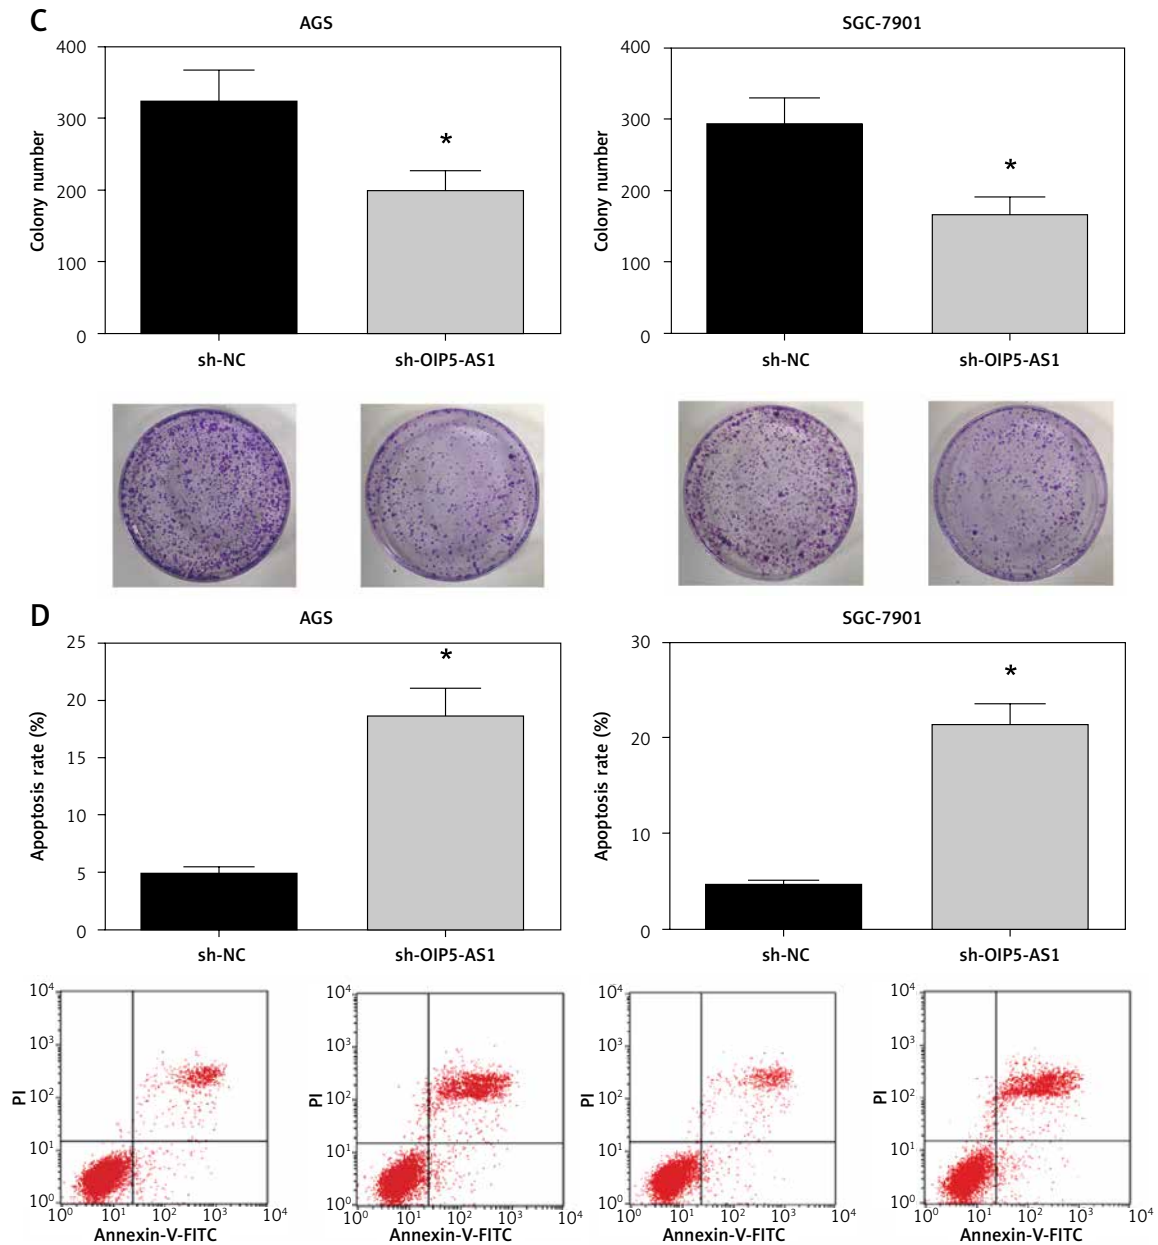 C
AGS
Colony number
400
300
200
100
0
*
sh-NC
sh-OIP5-AS1
SGC-7901
Colony number
400
300
200
100
0
*
sh-NC
sh-OIP5-AS1
D
AGS
Apoptosis rate (%)
25
20
15
10
5
0
*
sh-NC
sh-OIP5-AS1
SGC-7901
Apoptosis rate (%)
30
20
10
0
*
sh-NC
sh-OIP5-AS1
PI
10⁴
10³
10²
10¹
10⁰
10⁰ 10¹ 10² 10³ 10⁴
Annexin-V-FITC
PI
10⁴
10³
10²
10¹
10⁰
10⁰ 10¹ 10² 10³ 10⁴
Annexin-V-FITC
PI
10⁴
10³
10²
10¹
10⁰
10⁰ 10¹ 10² 10³ 10⁴
Annexin-V-FITC
PI
10⁴
10³
10²
10¹
10⁰
10⁰ 10¹ 10² 10³ 10⁴
Annexin-V-FITC